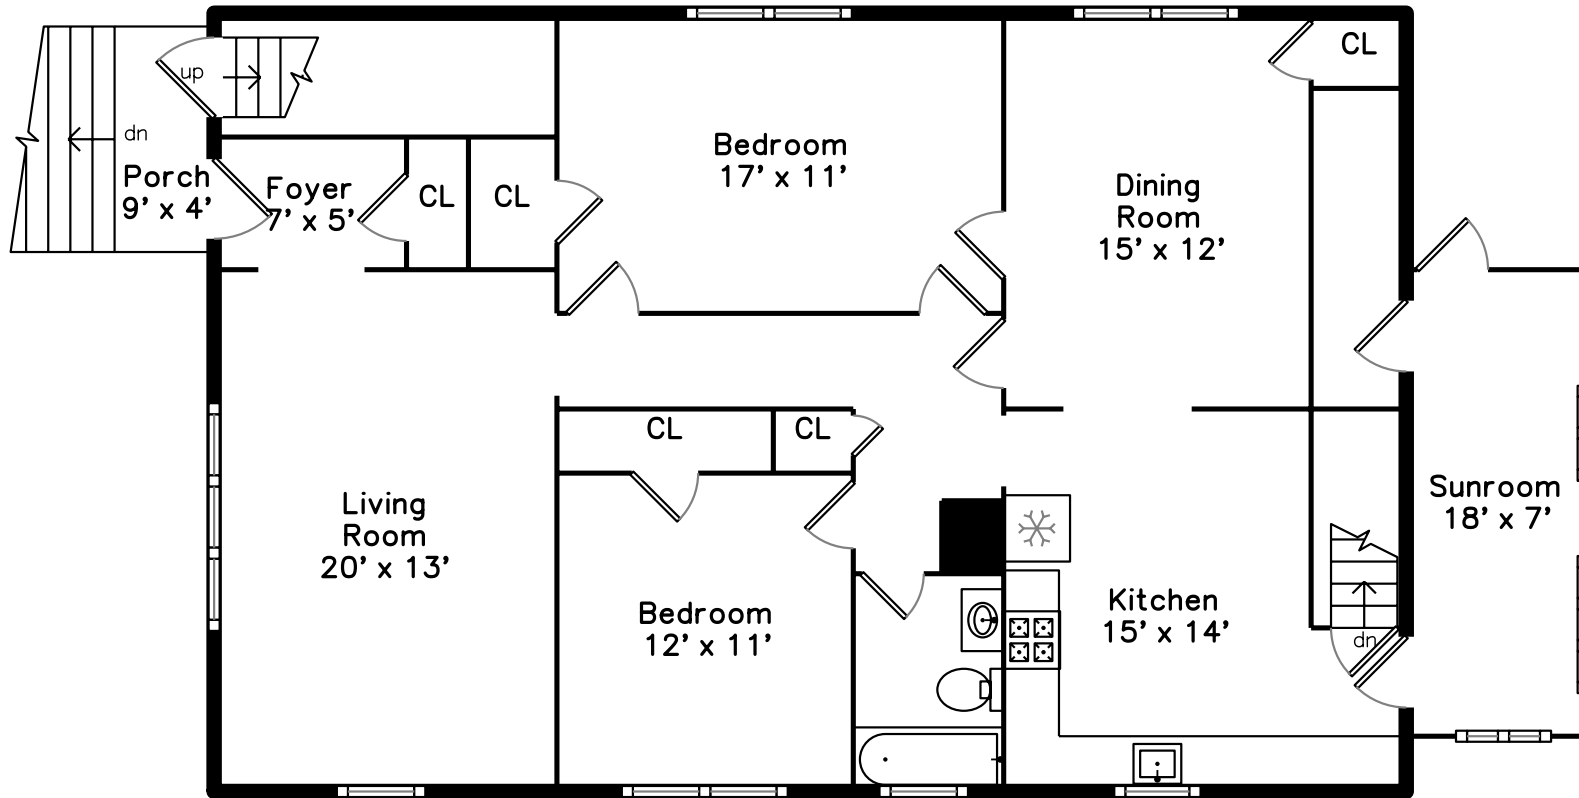 CL
up
dn
Bedroom
17' x 11'
Porch
9' x 4'
Foyer
7' x 5'
CL
CL
Dining
Room
15' x 12'
CL
CL
Living
Room
20' x 13'
Sunroom
18' x 7'
Bedroom
12' x 11'
Kitchen
15' x 14'
dn